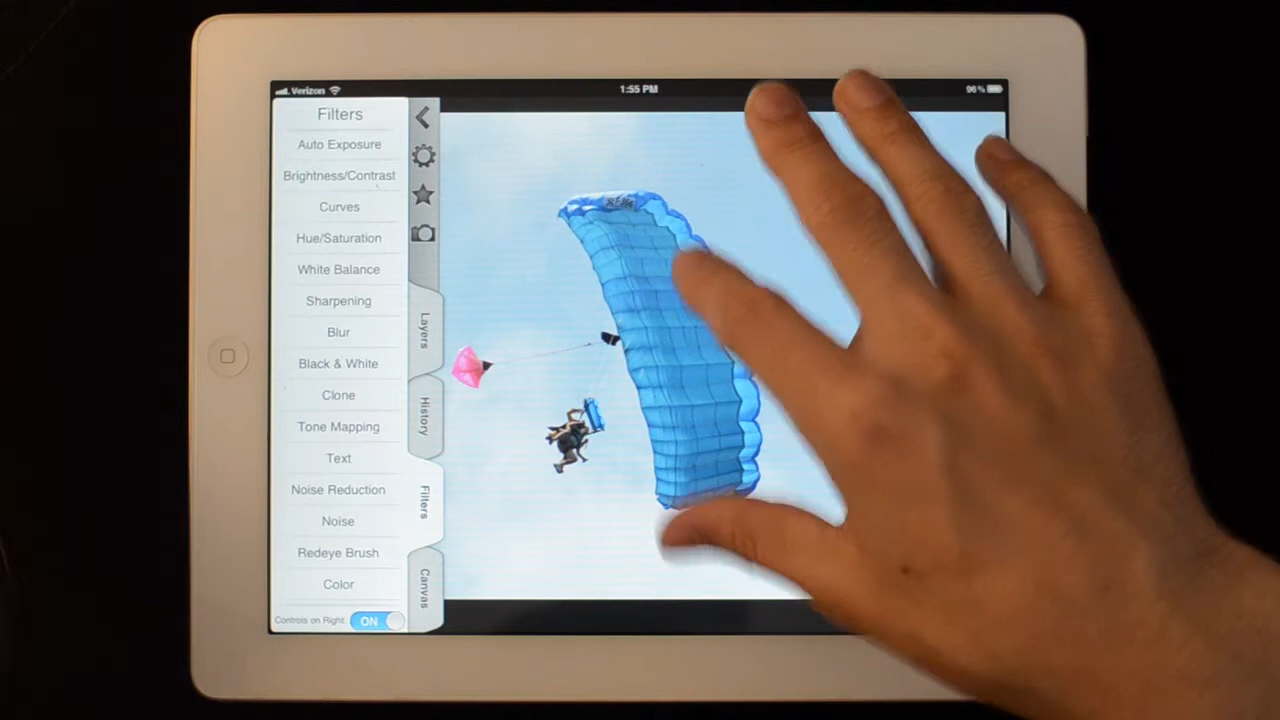 Verizon
1:55 PM
96%
Filters
Auto Exposure
Brightness/Contrast
Curves
Hue/Saturation
White Balance
Sharpening
Blur
Black & White
Clone
Tone Mapping
Text
Noise Reduction
Noise
Redeye Brush
Color
Controls on Right:
ON
Layers
History
Filters
Canvas